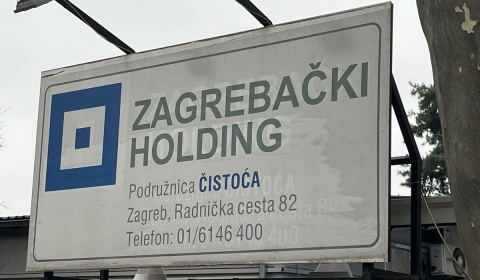 ZAGREBAČKI
HOLDING
Podružnica ČISTOĆA
Zagreb, Radnička cesta 82
Telefon: 01/6146 400